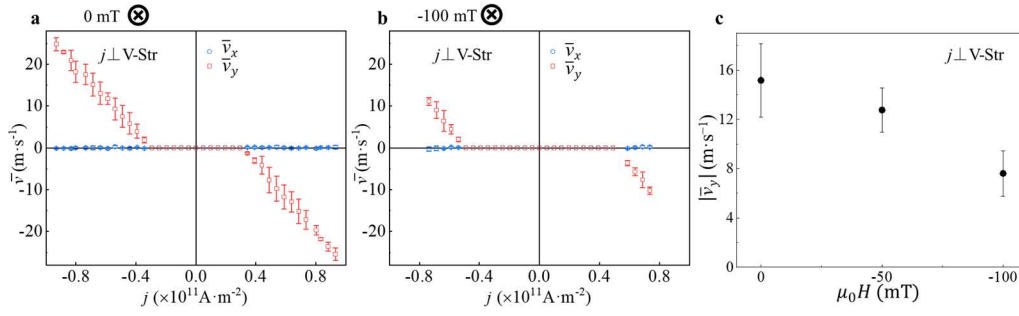 a 0 mT ⊗
j⊥V-Str
v̄x
v̄y
v̄ (m·s⁻¹)
20
10
0
-10
-20
-0.8 -0.4 0.0 0.4 0.8
j (×10¹¹A·m⁻²)
b -100 mT ⊗
j⊥V-Str
v̄x
v̄y
v̄ (m·s⁻¹)
20
10
0
-10
-20
-0.8 -0.4 0.0 0.4 0.8
j (×10¹¹A·m⁻²)
c
j⊥V-Str
|v̄y| (m·s⁻¹)
16
12
8
4
0
0 -50 -100
μ₀H (mT)